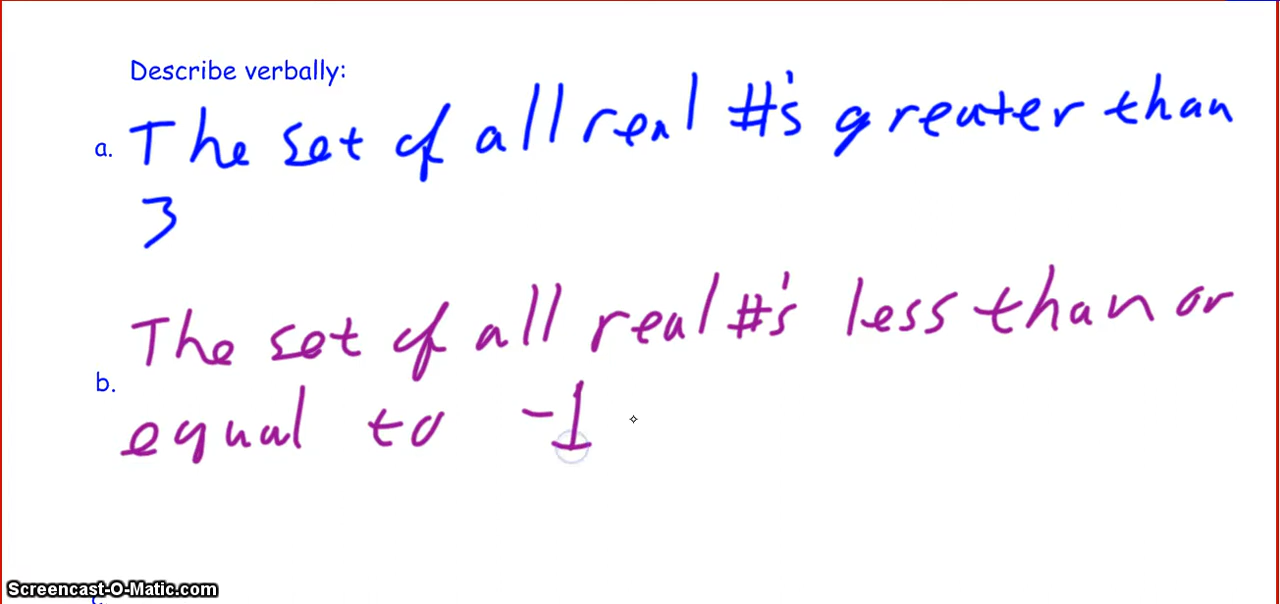 Describe verbally:
a. The set of all real #'s greater than
3
The set of all real #'s less than or
b.
equal to -1
Screencast-O-Matic.com